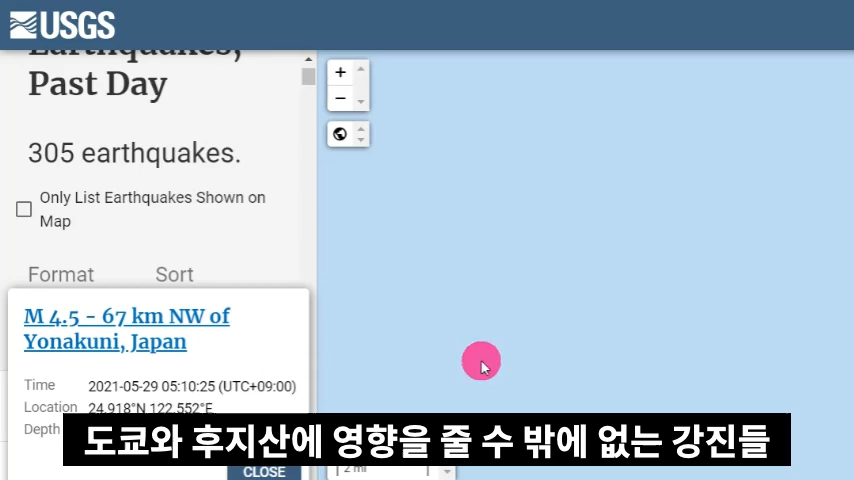 USGS
Earthquakes,
Past Day
305 earthquakes.
Only List Earthquakes Shown on
Map
Format Sort
M 4.5 - 67 km NW of
Yonakuni, Japan
Time 2021-05-29 05:10:25 (UTC+09:00)
Location 24.918°N 122.552°E
Depth
도쿄와 후지산에 영향을 줄 수 밖에 없는 강진들
CLOSE
2 mi
+
−